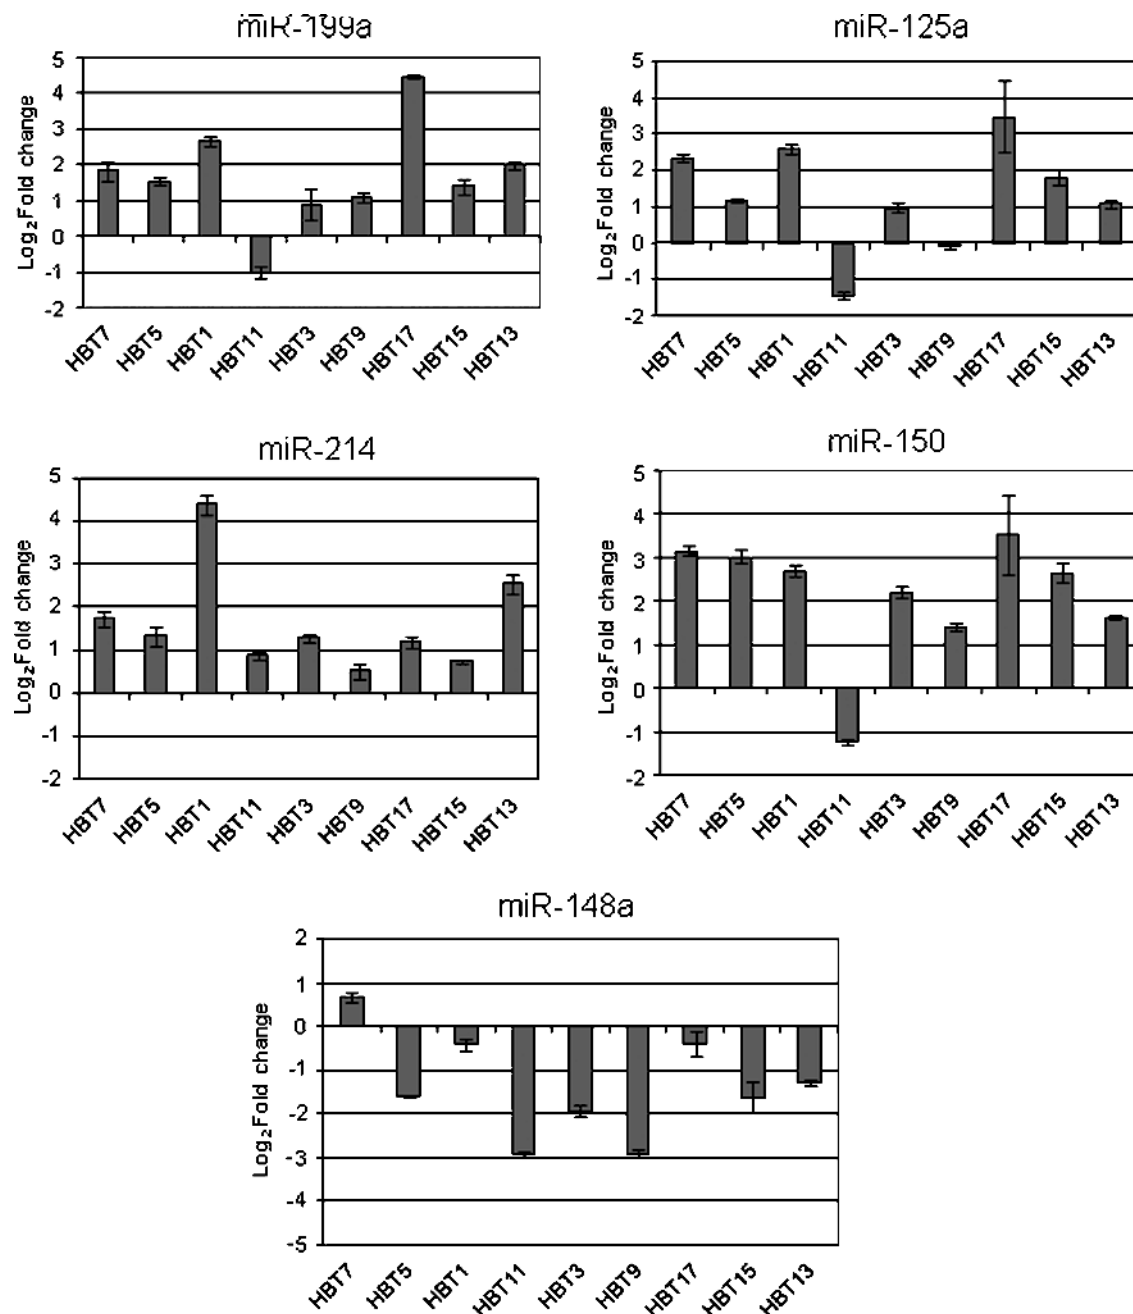 miR-199a
5
4
3
2
1
0
-1
-2
Log₂Fold change
HBT7
HBT5
HBT1
HBT11
HBT3
HBT9
HBT17
HBT15
HBT13
miR-125a
5
4
3
2
1
0
-1
-2
Log₂Fold change
HBT7
HBT5
HBT1
HBT11
HBT3
HBT9
HBT17
HBT15
HBT13
miR-214
5
4
3
2
1
0
-1
-2
Log₂Fold change
HBT7
HBT5
HBT1
HBT11
HBT3
HBT9
HBT17
HBT15
HBT13
miR-150
5
4
3
2
1
0
-1
-2
Log₂Fold change
HBT7
HBT5
HBT1
HBT11
HBT3
HBT9
HBT17
HBT15
HBT13
miR-148a
2
1
0
-1
-2
-3
-4
-5
Log₂Fold change
HBT7
HBT5
HBT1
HBT11
HBT3
HBT9
HBT17
HBT15
HBT13